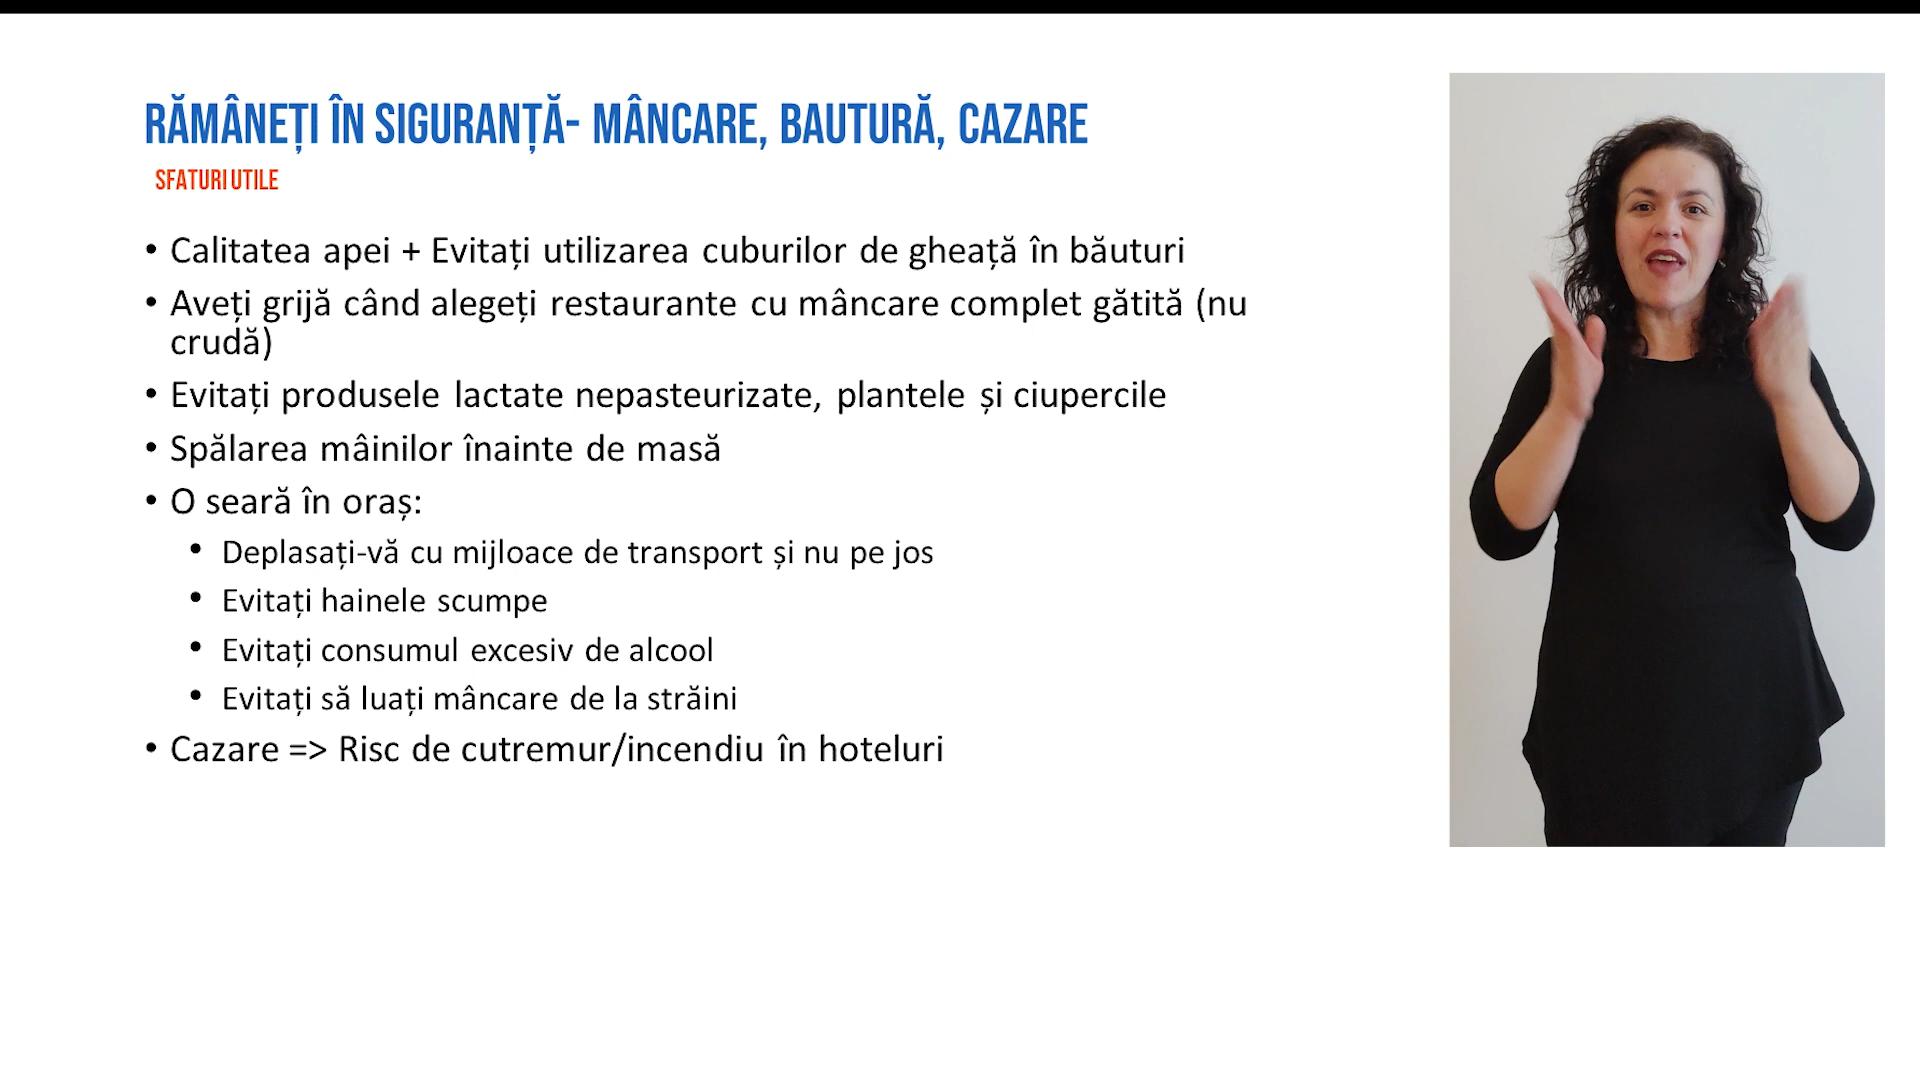 RĂMÂNEȚI ÎN SIGURANȚĂ- MÂNCARE, BAUTURĂ, CAZARE
SFATURI UTILE
• Calitatea apei + Evitați utilizarea cuburilor de gheață în băuturi
• Aveți grijă când alegeți restaurante cu mâncare complet gătită (nu
crudă)
• Evitați produsele lactate nepasteurizate, plantele și ciupercile
• Spălarea mâinilor înainte de masă
• O seară în oraș:
• Deplasați-vă cu mijloace de transport și nu pe jos
• Evitați hainele scumpe
• Evitați consumul excesiv de alcool
• Evitați să luați mâncare de la străini
• Cazare => Risc de cutremur/incendiu în hoteluri